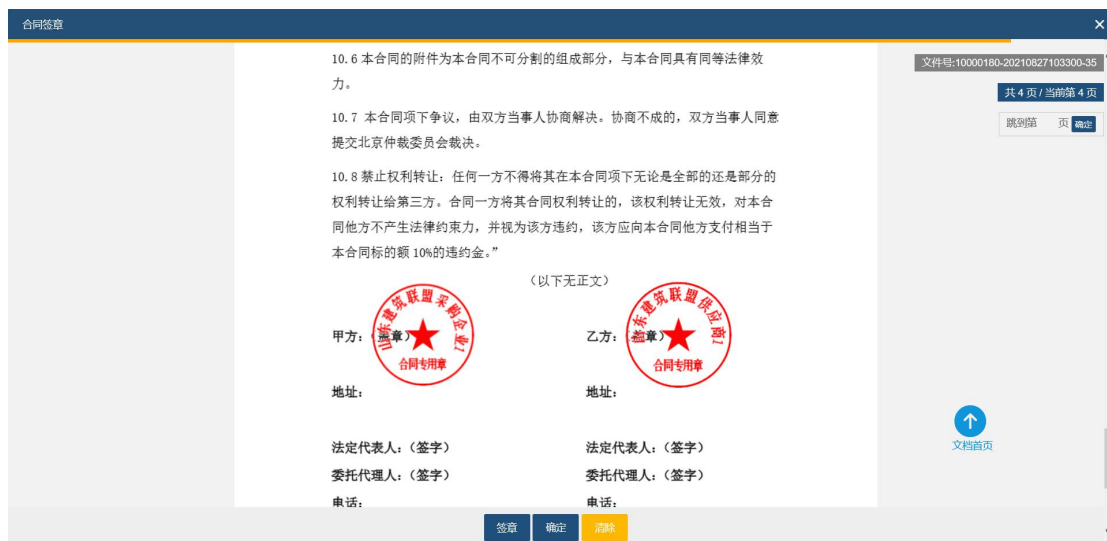 合同签章
×
10.6 本合同的附件为本合同不可分割的组成部分，与本合同具有同等法律效
力。
10.7 本合同项下争议，由双方当事人协商解决。协商不成的，双方当事人同意
提交北京仲裁委员会裁决。
10.8 禁止权利转让：任何一方不得将其在本合同项下无论是全部的还是部分的
权利转让给第三方。合同一方将其合同权利转让的，该权利转让无效，对本合
同他方不产生法律约束力，并视为该方违约，该方应向本合同他方支付相当于
本合同标的额 10%的违约金。”
（以下无正文）
甲方：（盖章）
山东建筑联盟采购企业1
合同专用章
乙方：（盖章）
山东建筑联盟供应商1
合同专用章
地址：
地址：
法定代表人：（签字）
法定代表人：（签字）
委托代理人：（签字）
委托代理人：（签字）
电话：
电话：
文件号:10000180-20210827103300-35
共 4 页 / 当前第 4 页
跳到第 页 确定
文档首页
签章 确定 清除